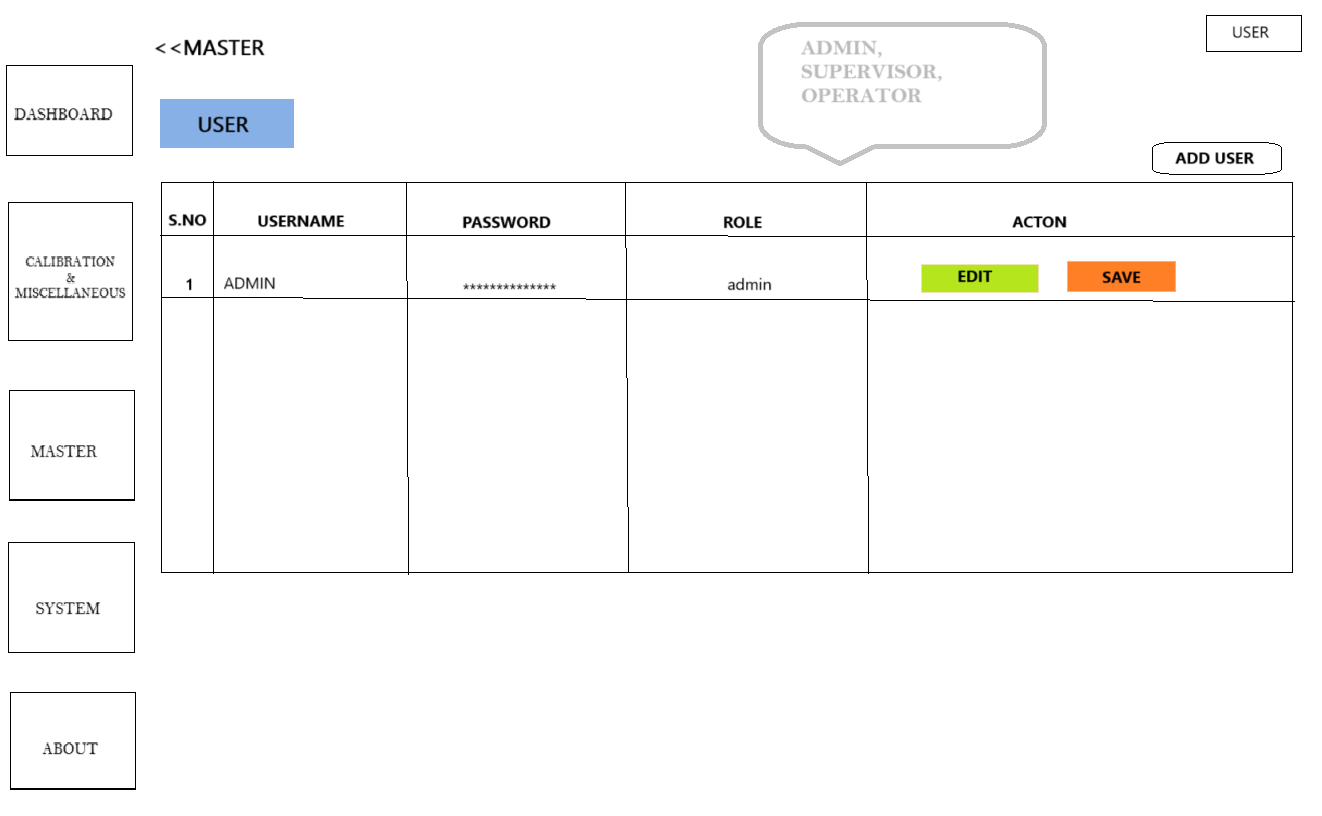 <<MASTER
USER
ADMIN,
SUPERVISOR,
OPERATOR
DASHBOARD
USER
ADD USER
S.NO USERNAME PASSWORD ROLE ACTON
1 ADMIN ************** admin EDIT SAVE
CALIBRATION
&
MISCELLANEOUS
MASTER
SYSTEM
ABOUT